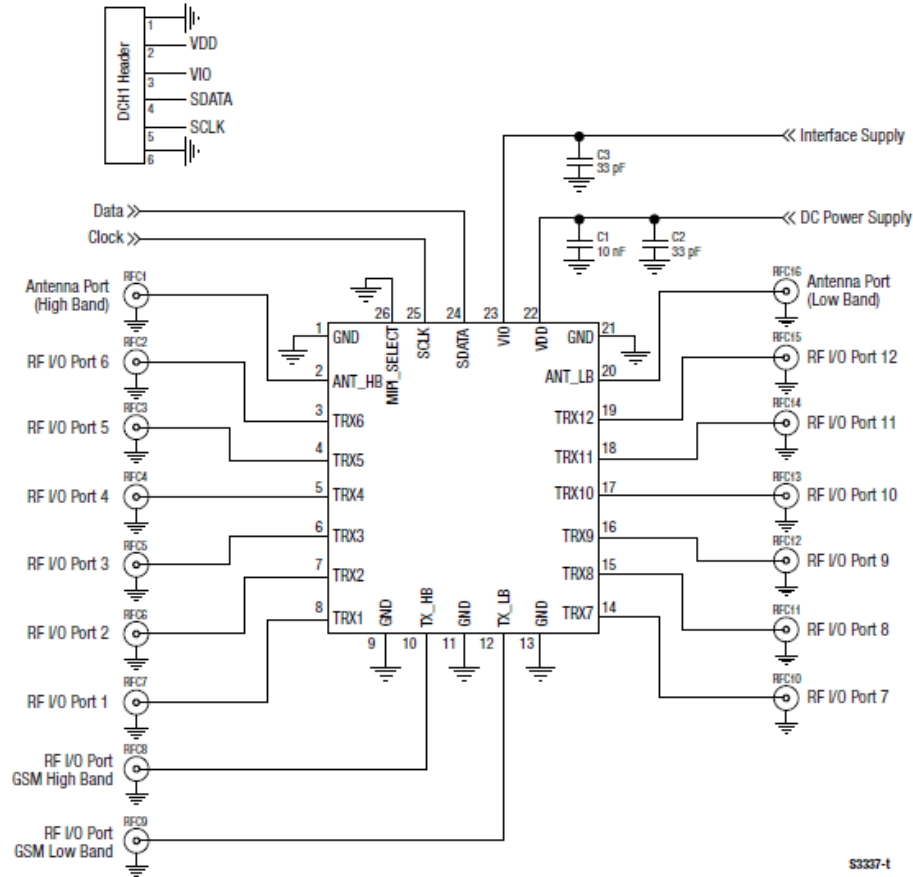 DCH1 Header
1
2
VDD
3
VIO
4
SDATA
5
SCLK
6
Interface Supply
C3
33 pF
Data
Clock
DC Power Supply
C1
10 nF
C2
33 pF
RFC1
Antenna Port
(High Band)
RFC2
RF I/O Port 6
RFC3
RF I/O Port 5
RFC4
RF I/O Port 4
RFC5
RF I/O Port 3
RFC6
RF I/O Port 2
RFC7
RF I/O Port 1
RFC8
RF I/O Port
GSM High Band
RFC9
RF I/O Port
GSM Low Band
26 25 24 23 22
MIPI_SELECT
SCLK
SDATA
VIO
VDD
1 GND
2 ANT_HB
3 TRX6
4 TRX5
5 TRX4
6 TRX3
7 TRX2
8 TRX1
GND
TX_HB
GND
TX_LB
GND
9 10 11 12 13
GND 21
ANT_LB 20
TRX12 19
TRX11 18
TRX10 17
TRX9 16
TRX8 15
TRX7 14
RFC16
Antenna Port
(Low Band)
RFC15
RF I/O Port 12
RFC14
RF I/O Port 11
RFC13
RF I/O Port 10
RFC12
RF I/O Port 9
RFC11
RF I/O Port 8
RFC10
RF I/O Port 7
S3337-t